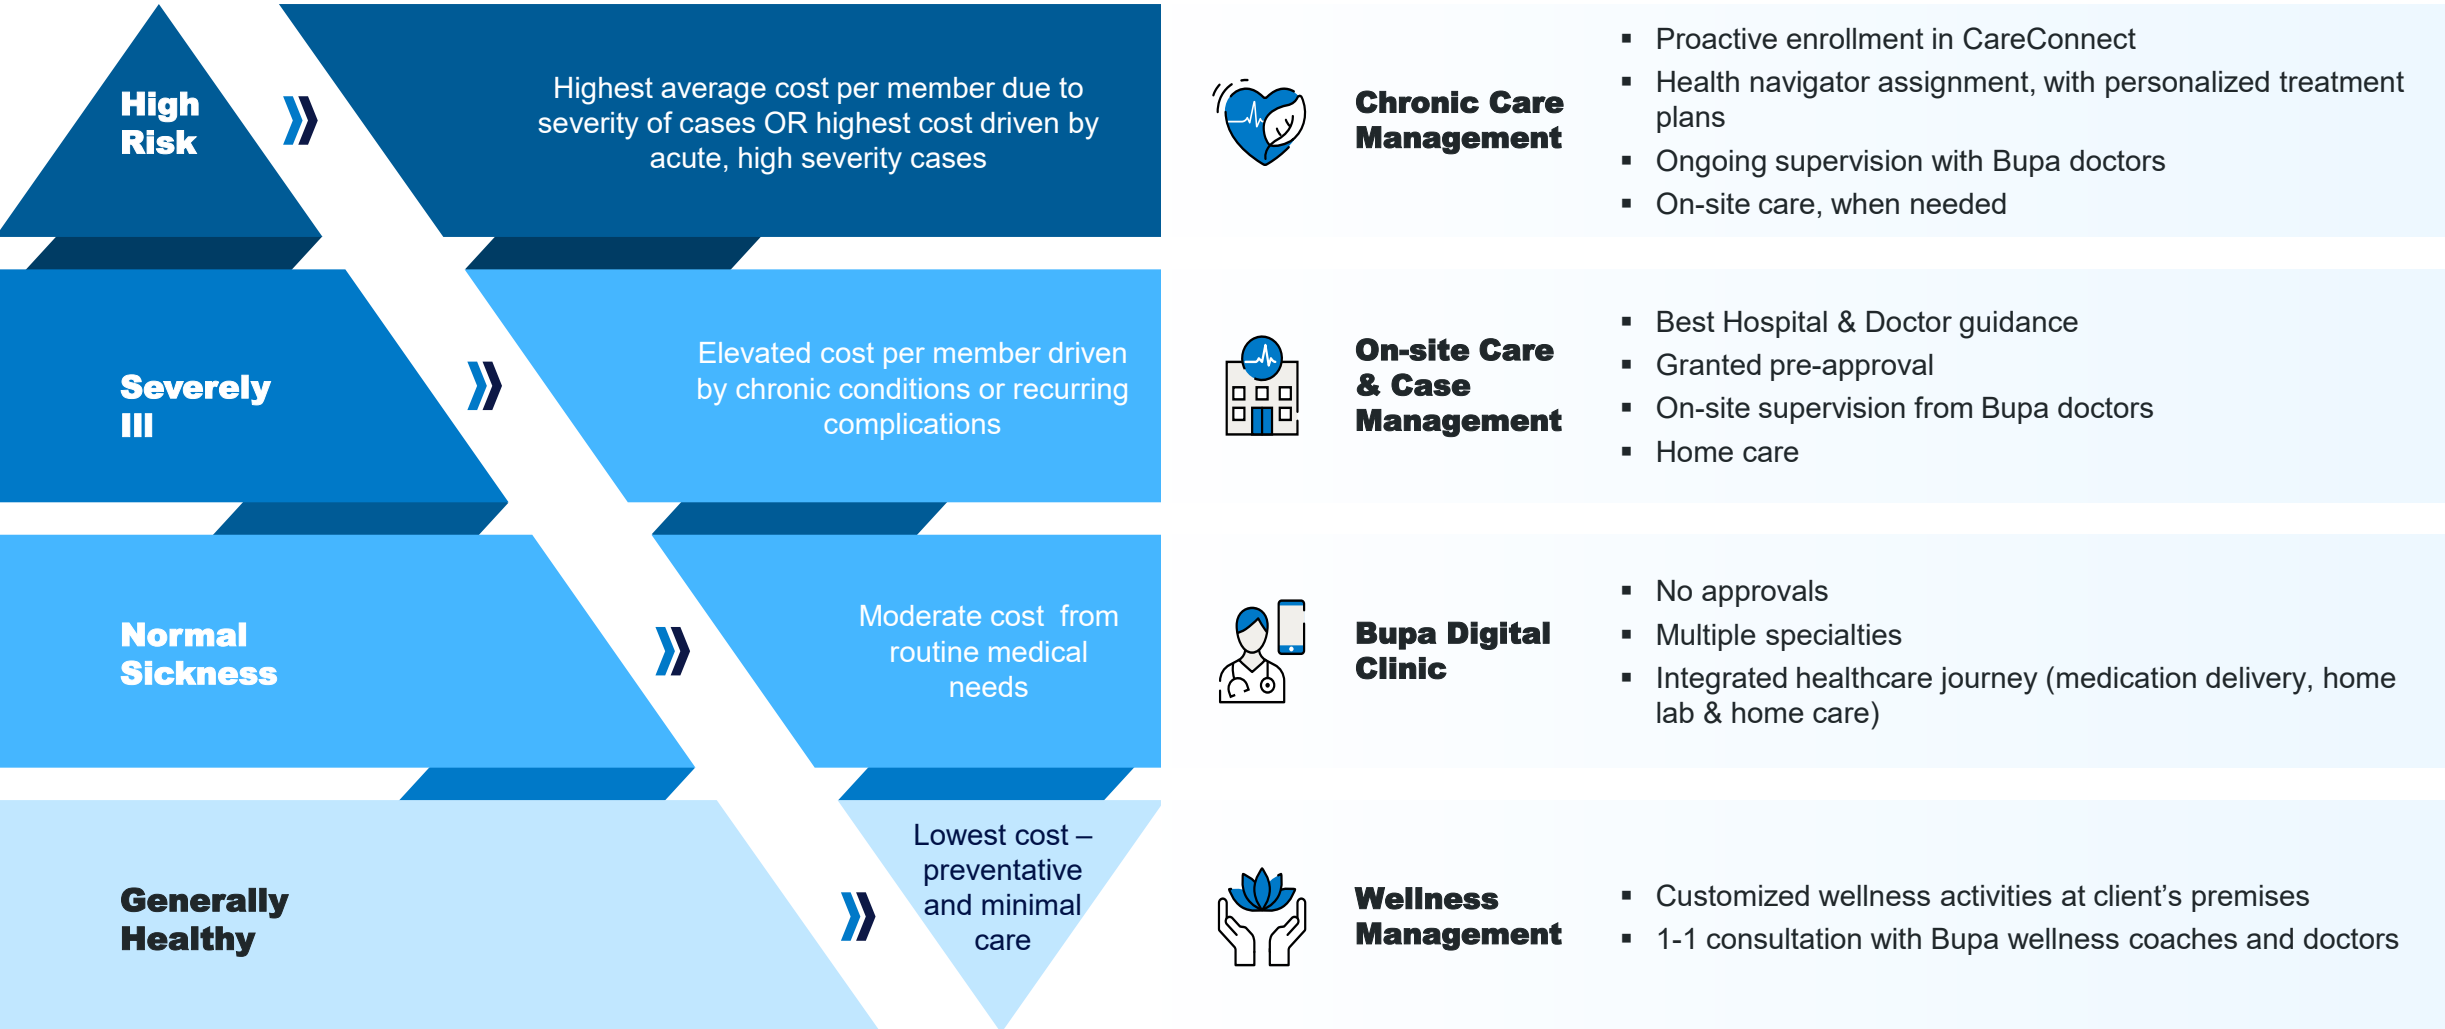 High
Risk
Highest average cost per member due to
severity of cases OR highest cost driven by
acute, high severity cases
Chronic Care
Management
▪ Proactive enrollment in CareConnect
▪ Health navigator assignment, with personalized treatment
plans
▪ Ongoing supervision with Bupa doctors
▪ On-site care, when needed
Severely
Ill
Elevated cost per member driven
by chronic conditions or recurring
complications
On-site Care
& Case
Management
▪ Best Hospital & Doctor guidance
▪ Granted pre-approval
▪ On-site supervision from Bupa doctors
▪ Home care
Normal
Sickness
Moderate cost from
routine medical
needs
Bupa Digital
Clinic
▪ No approvals
▪ Multiple specialties
▪ Integrated healthcare journey (medication delivery, home
lab & home care)
Generally
Healthy
Lowest cost –
preventative
and minimal
care
Wellness
Management
▪ Customized wellness activities at client’s premises
▪ 1-1 consultation with Bupa wellness coaches and doctors